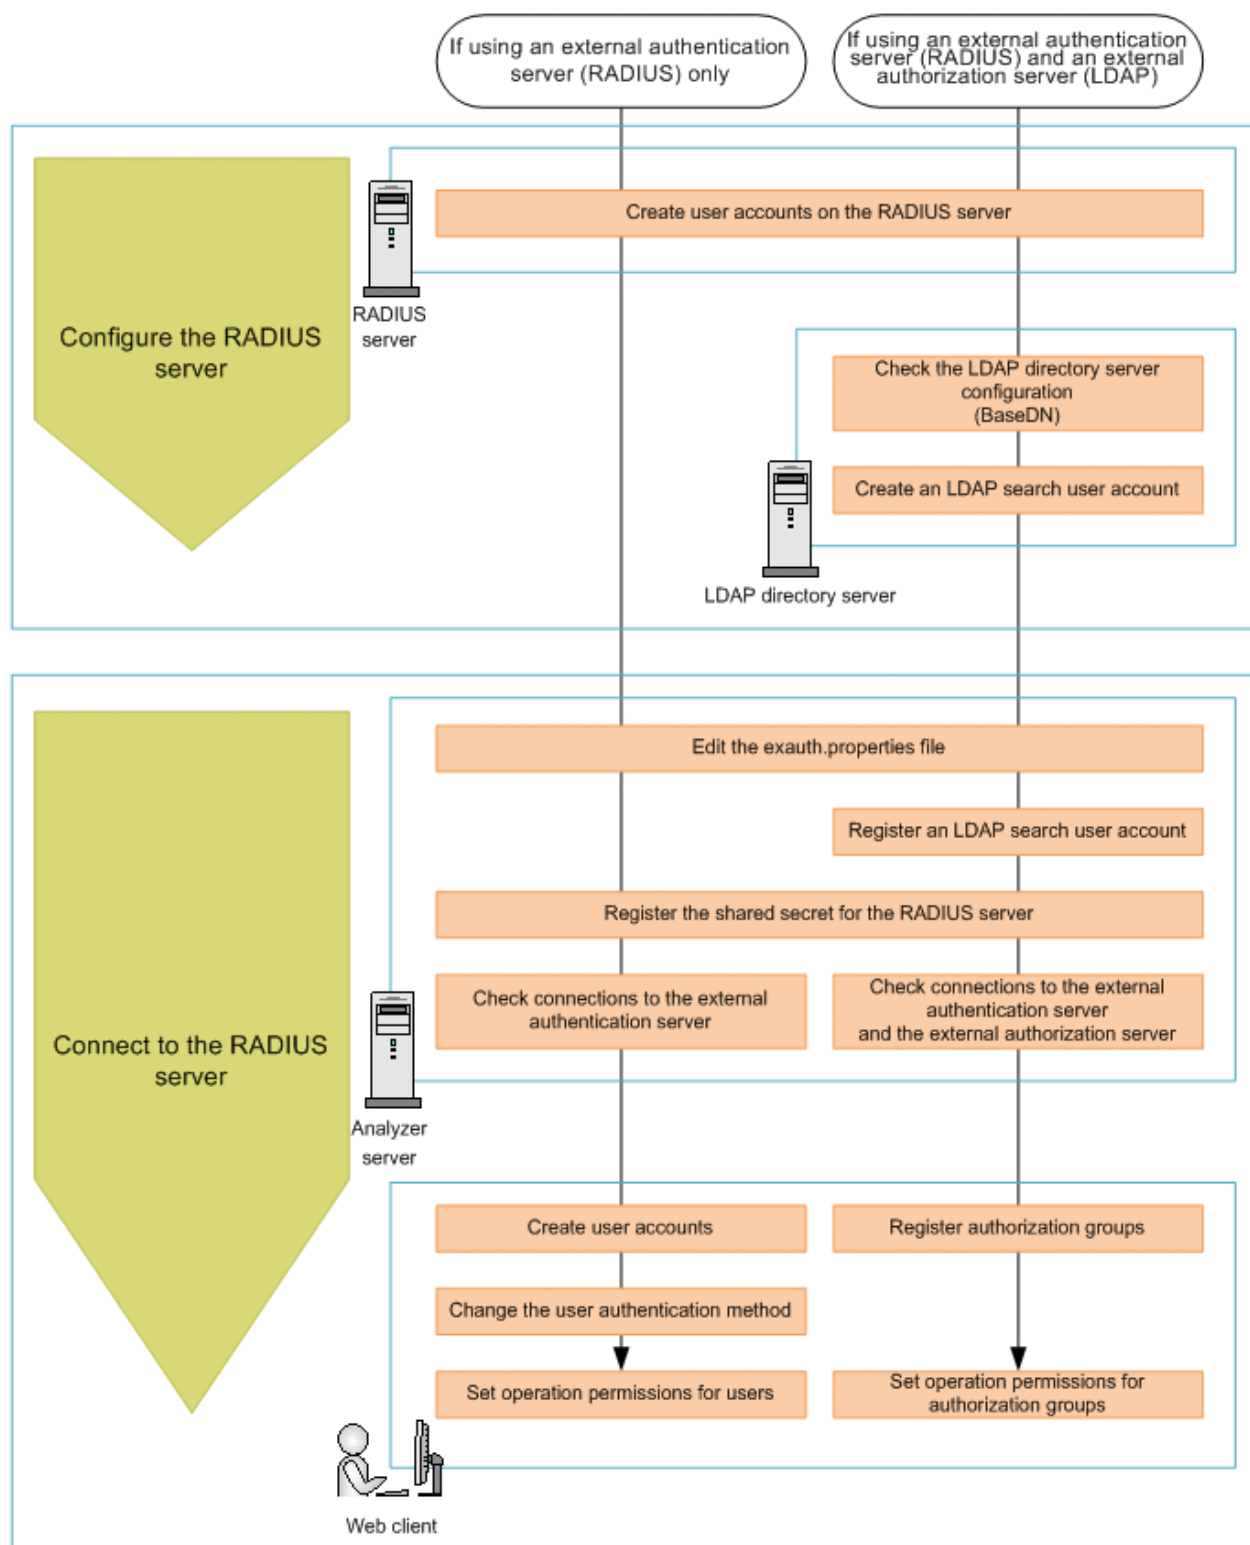 If using an external authentication
server (RADIUS) only
If using an external authentication
server (RADIUS) and an external
authorization server (LDAP)
Configure the RADIUS
server
RADIUS
server
Create user accounts on the RADIUS server
Check the LDAP directory server
configuration
(BaseDN)
Create an LDAP search user account
LDAP directory server
Connect to the RADIUS
server
Edit the exauth.properties file
Register an LDAP search user account
Register the shared secret for the RADIUS server
Check connections to the external
authentication server
Check connections to the external
authentication server
and the external authorization server
Analyzer
server
Create user accounts
Register authorization groups
Change the user authentication method
Set operation permissions for users
Set operation permissions for
authorization groups
Web client